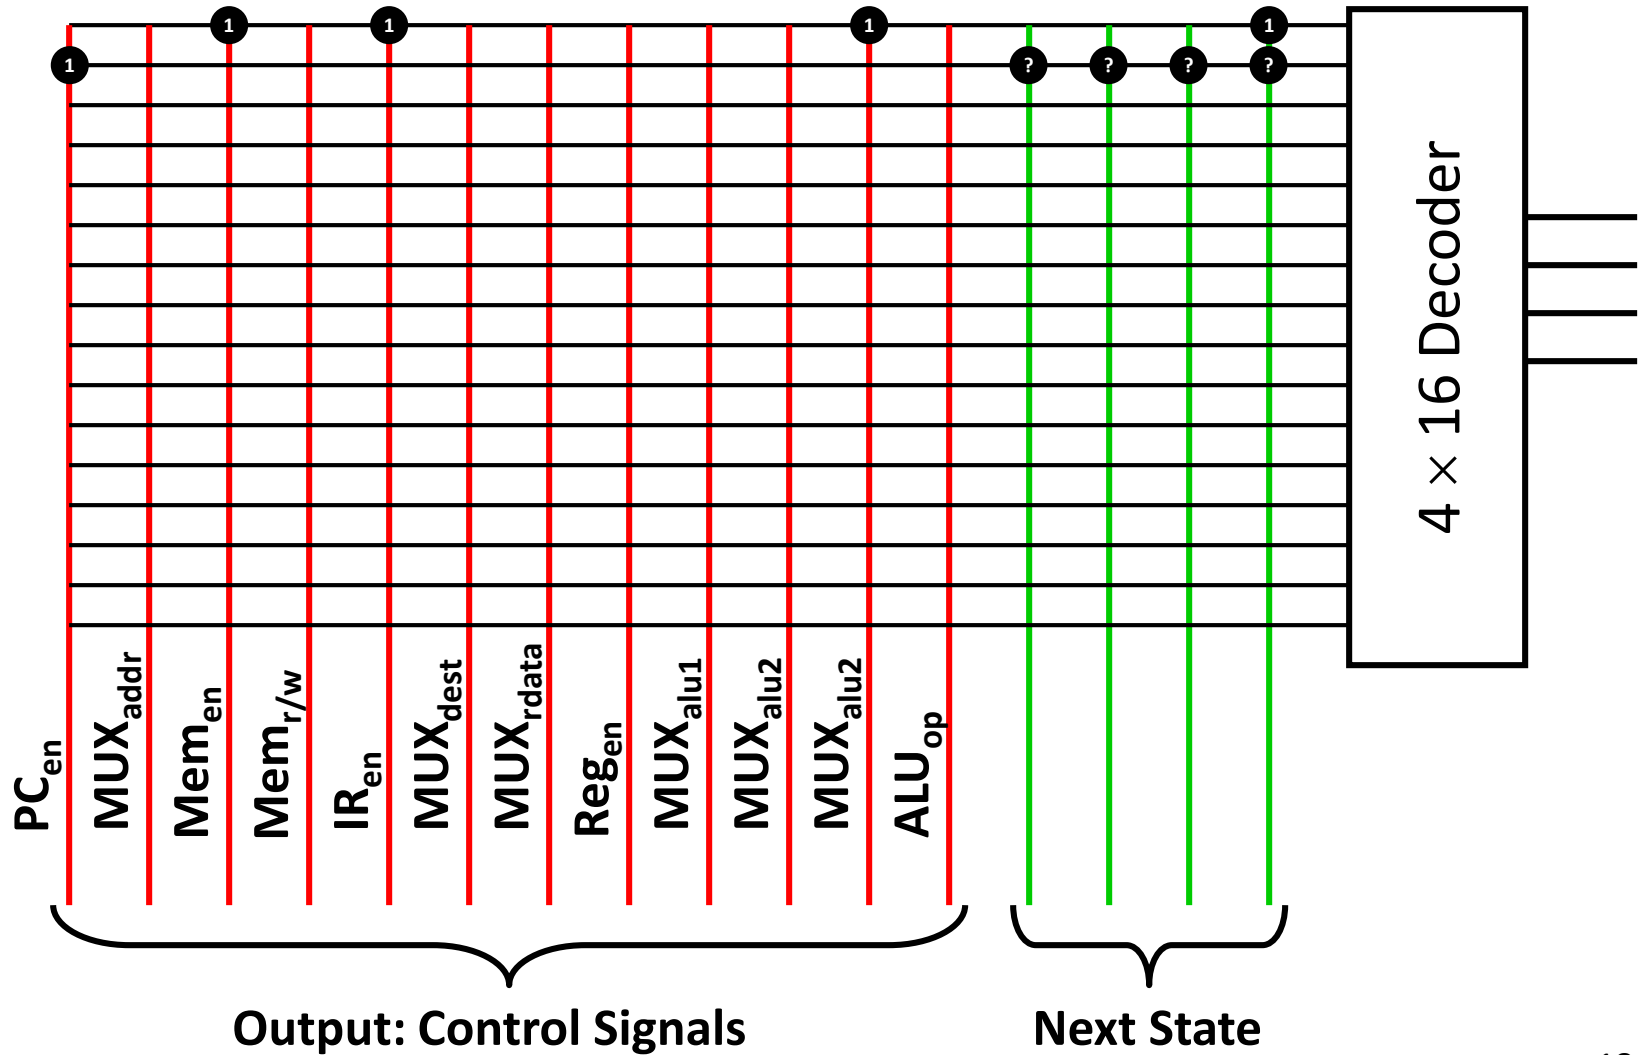 1 1 1 1
1 ? ? ? ?
4 × 16 Decoder
PCen
MUXaddr
Memen
Memr/w
IRen
MUXdest
MUXrdata
Regen
MUXalu1
MUXalu2
MUXalu2
ALUop
Output: Control Signals
Next State